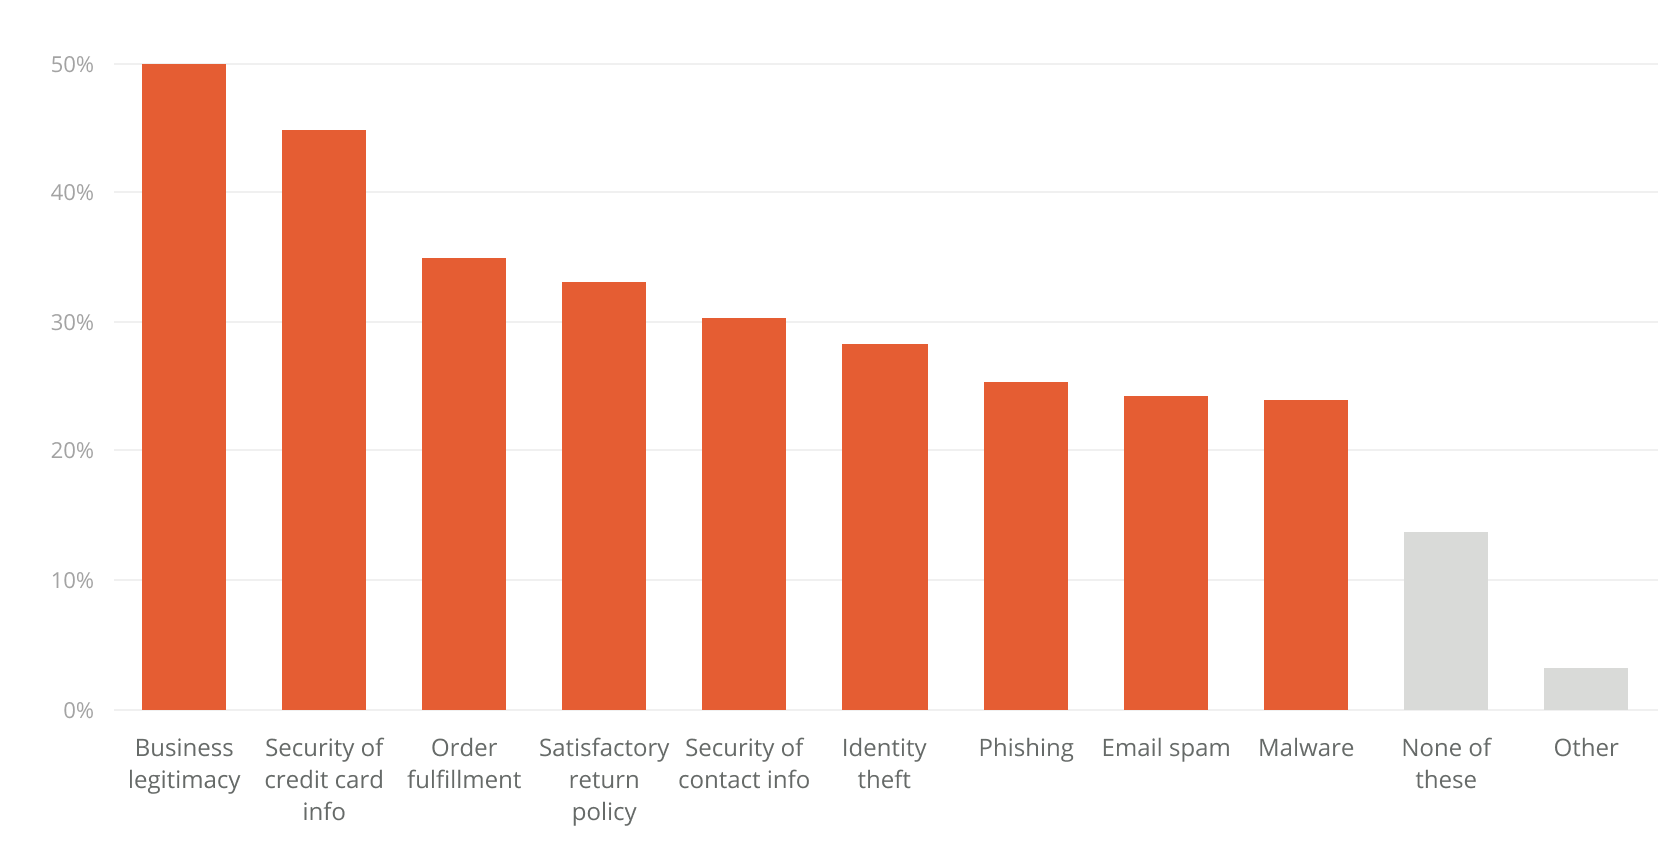 50%
40%
30%
20%
10%
0%
Business
legitimacy
Security of
credit card
info
Order
fulfillment
Satisfactory
return
policy
Security of
contact info
Identity
theft
Phishing
Email spam
Malware
None of
these
Other